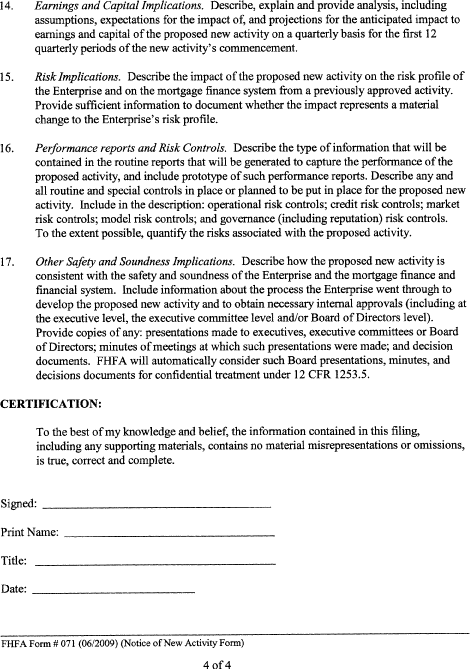 14. Earnings and Capital Implications. Describe, explain and provide analysis, including
assumptions, expectations for the impact of, and projections for the anticipated impact to
earnings and capital of the proposed new activity on a quarterly basis for the first 12
quarterly periods of the new activity's commencement.
15. Risk Implications. Describe the impact of the proposed new activity on the risk profile of
the Enterprise and on the mortgage finance system from a previously approved activity.
Provide sufficient information to document whether the impact represents a material
change to the Enterprise's risk profile.
16. Performance reports and Risk Controls. Describe the type of information that will be
contained in the routine reports that will be generated to capture the performance of the
proposed activity, and include prototype of such performance reports. Describe any and
all routine and special controls in place or planned to be put in place for the proposed new
activity. Include in the description: operational risk controls; credit risk controls; market
risk controls; model risk controls; and governance (including reputation) risk controls.
To the extent possible, quantify the risks associated with the proposed activity.
17. Other Safety and Soundness Implications. Describe how the proposed new activity is
consistent with the safety and soundness of the Enterprise and the mortgage finance and
financial system. Include information about the process the Enterprise went through to
develop the proposed new activity and to obtain necessary internal approvals (including at
the executive level, the executive committee level and/or Board of Directors level).
Provide copies of any: presentations made to executives, executive committees or Board
of Directors; minutes of meetings at which such presentations were made; and decision
documents. FHFA will automatically consider such Board presentations, minutes, and
decisions documents for confidential treatment under 12 CFR 1253.5.
CERTIFICATION:
To the best of my knowledge and belief, the information contained in this filing,
including any supporting materials, contains no material misrepresentations or omissions,
is true, correct and complete.
Signed:
Print Name:
Title:
Date:
FHFA Form # 071 (06/2009) (Notice of New Activity Form)
4 of 4